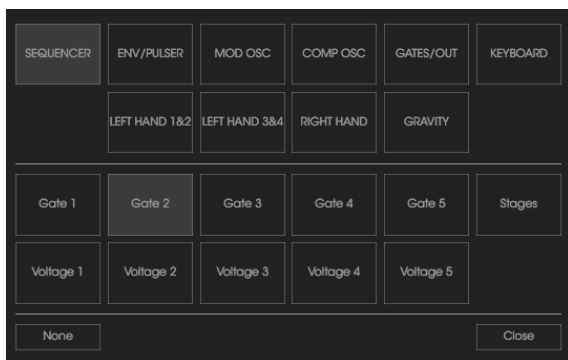 SEQUENCER ENV/PULSER MOD OSC COMP OSC GATES/OUT KEYBOARD
LEFT HAND 1&2 LEFT HAND 3&4 RIGHT HAND GRAVITY
Gate 1 Gate 2 Gate 3 Gate 4 Gate 5 Stages
Voltage 1 Voltage 2 Voltage 3 Voltage 4 Voltage 5
None Close